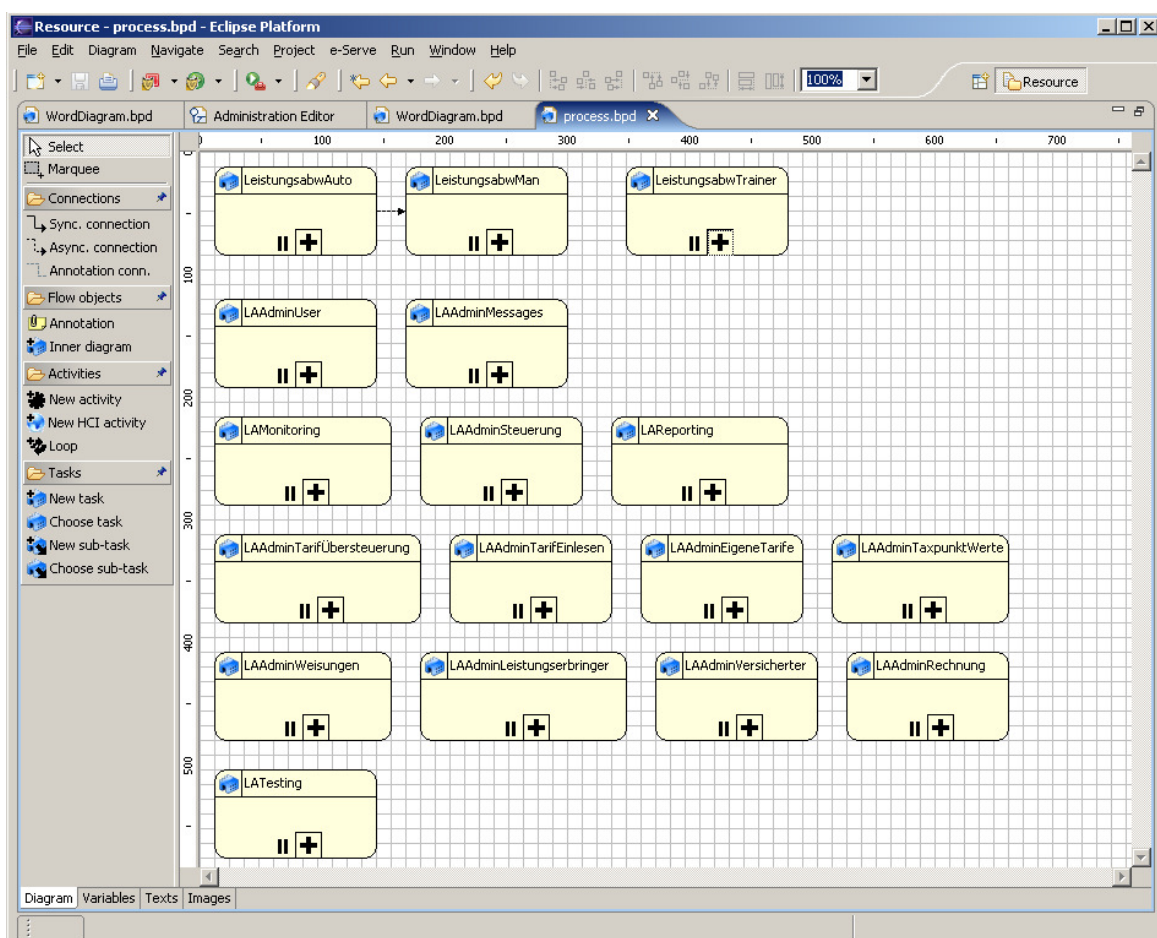 Resource - process.bpd - Eclipse Platform
File Edit Diagram Navigate Search Project e-Serve Run Window Help
100% Resource
WordDiagram.bpd Administration Editor WordDiagram.bpd process.bpd
Select
Marquee
Connections
Sync. connection
Async. connection
Annotation conn.
Flow objects
Annotation
Inner diagram
Activities
New activity
New HCI activity
Loop
Tasks
New task
Choose task
New sub-task
Choose sub-task
0 100 200 300 400 500 600 700
0
100
200
300
400
500
LeistungsabwAuto LeistungsabwMan LeistungsabwTrainer
LAAdminUser LAAdminMessages
LAMonitoring LAAdminSteuerung LAReporting
LAAdminTarifÜbersteuerung LAAdminTarifEinlesen LAAdminEigeneTarife LAAdminTaxpunktWerte
LAAdminWeisungen LAAdminLeistungserbringer LAAdminVersicherter LAAdminRechnung
LATesting
Diagram Variables Texts Images